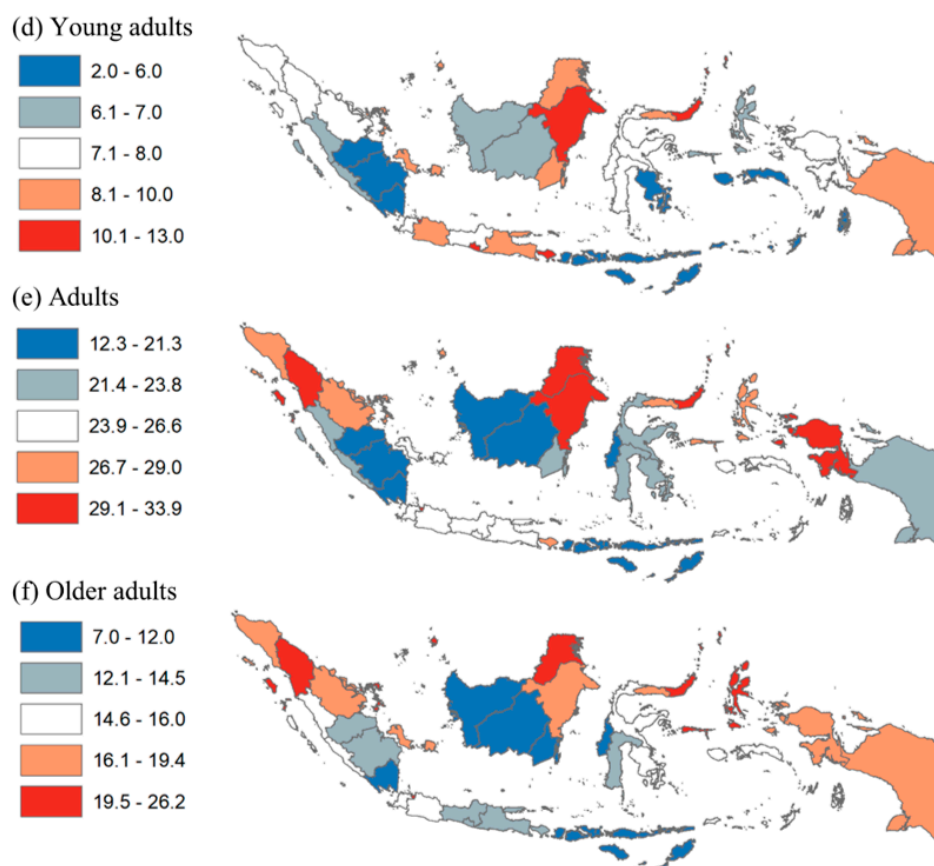 (d) Young adults
2.0 - 6.0
6.1 - 7.0
7.1 - 8.0
8.1 - 10.0
10.1 - 13.0
(e) Adults
12.3 - 21.3
21.4 - 23.8
23.9 - 26.6
26.7 - 29.0
29.1 - 33.9
(f) Older adults
7.0 - 12.0
12.1 - 14.5
14.6 - 16.0
16.1 - 19.4
19.5 - 26.2